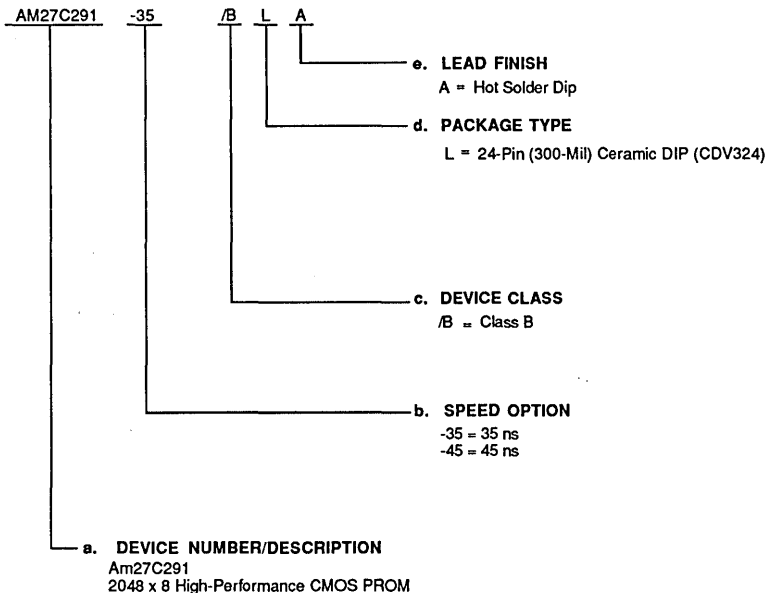 AM27C291 -35 /B L A
e. LEAD FINISH
A = Hot Solder Dip
d. PACKAGE TYPE
L = 24-Pin (300-Mil) Ceramic DIP (CDV324)
c. DEVICE CLASS
/B = Class B
b. SPEED OPTION
-35 = 35 ns
-45 = 45 ns
a. DEVICE NUMBER/DESCRIPTION
Am27C291
2048 x 8 High-Performance CMOS PROM